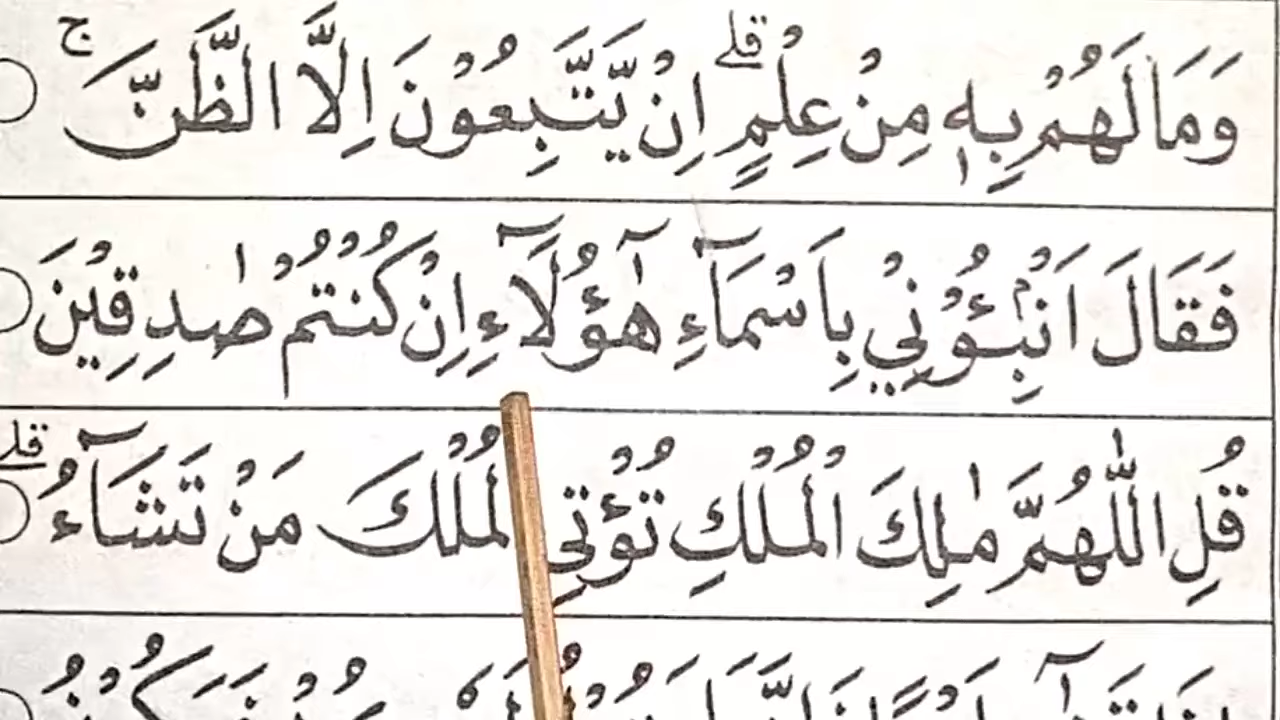 وَمَا لَهُمْ بِهٖ مِنْ عِلْمٍ ۗ اِنْ يَّتَّبِعُوْنَ اِلَّا الظَّنَّ ۚ
فَقَالَ اَنْۢبِـُٔوْنِيْ بِاَسْمَآءِ هٰٓؤُلَآءِ اِنْ كُنْتُمْ صٰدِقِيْنَ
قُلِ اللّٰهُمَّ مٰلِكَ الْمُلْكِ تُؤْتِي الْمُلْكَ مَنْ تَشَآءُ ۗ